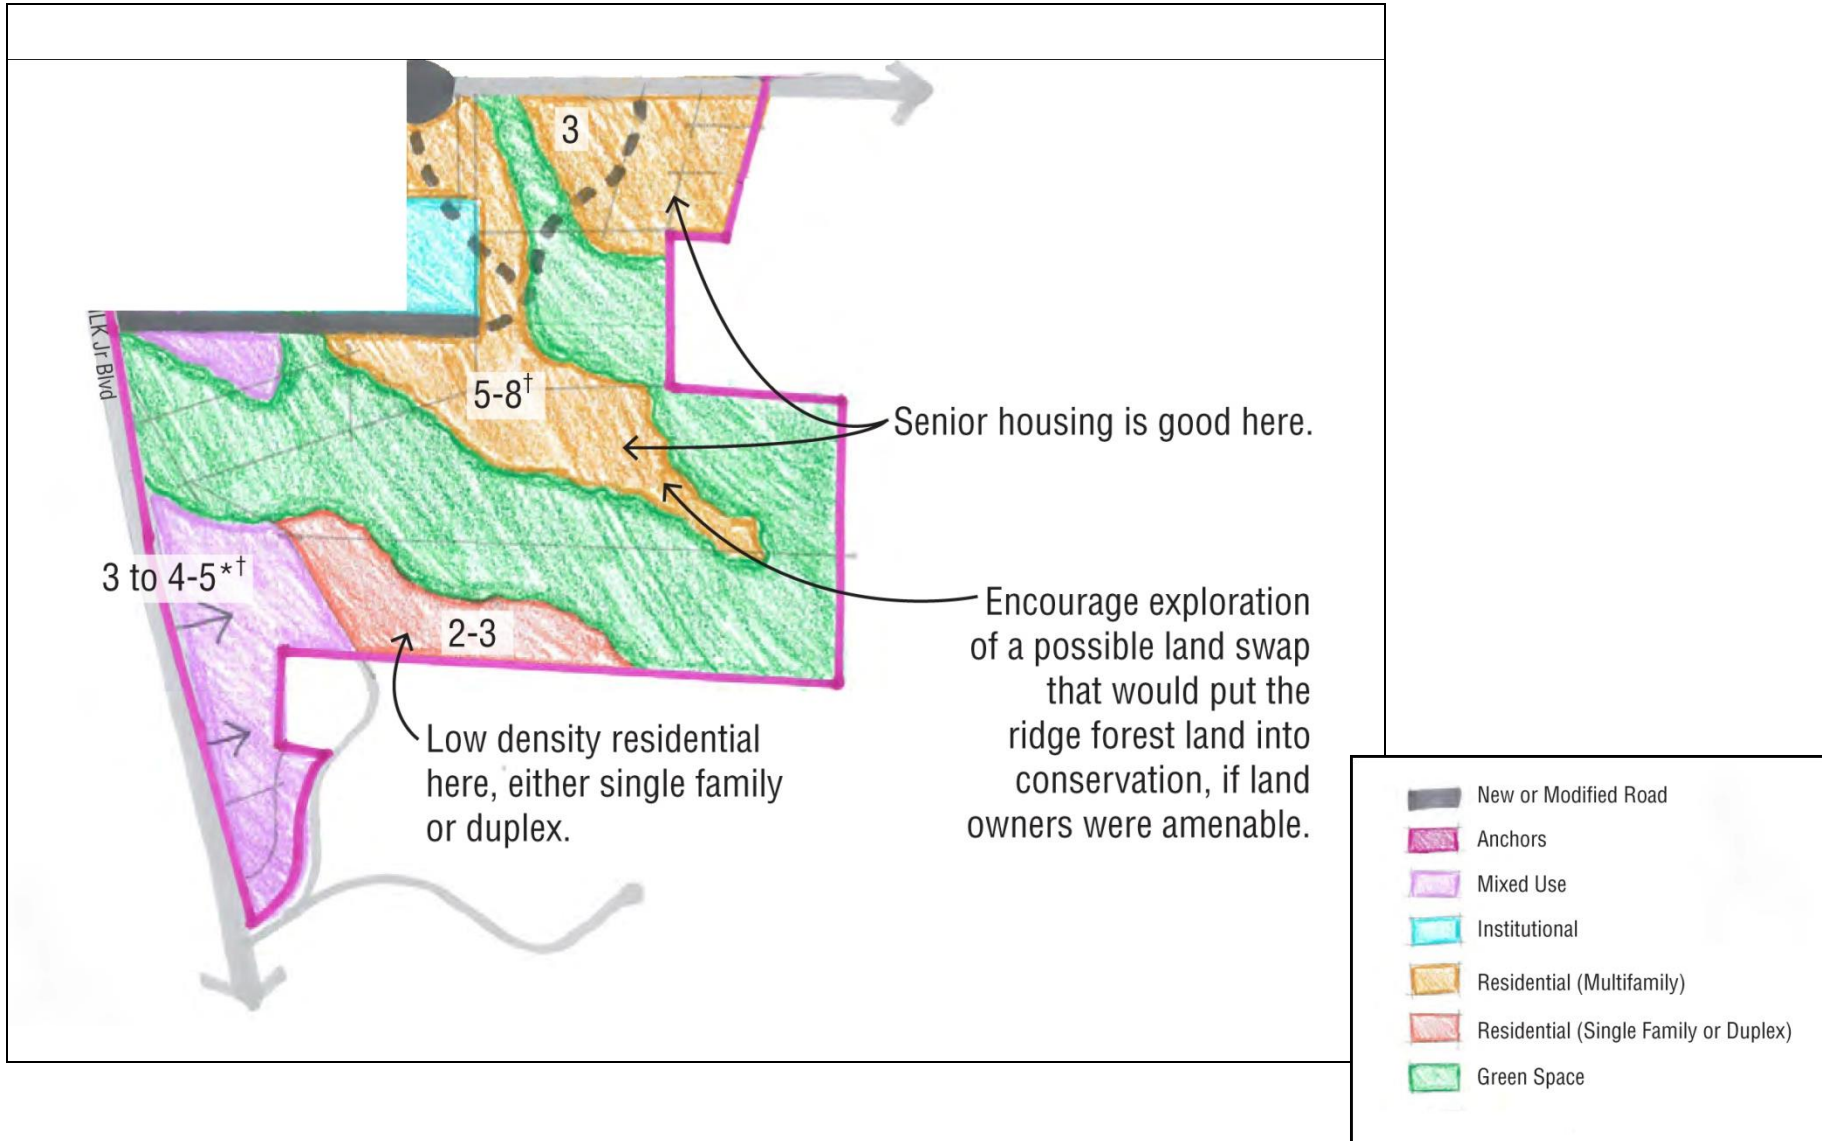 3
ILK Jr Blvd
5-8†
Senior housing is good here.
3 to 4-5*†
2-3
Encourage exploration
of a possible land swap
that would put the
ridge forest land into
conservation, if land
owners were amenable.
Low density residential
here, either single family
or duplex.
New or Modified Road
Anchors
Mixed Use
Institutional
Residential (Multifamily)
Residential (Single Family or Duplex)
Green Space